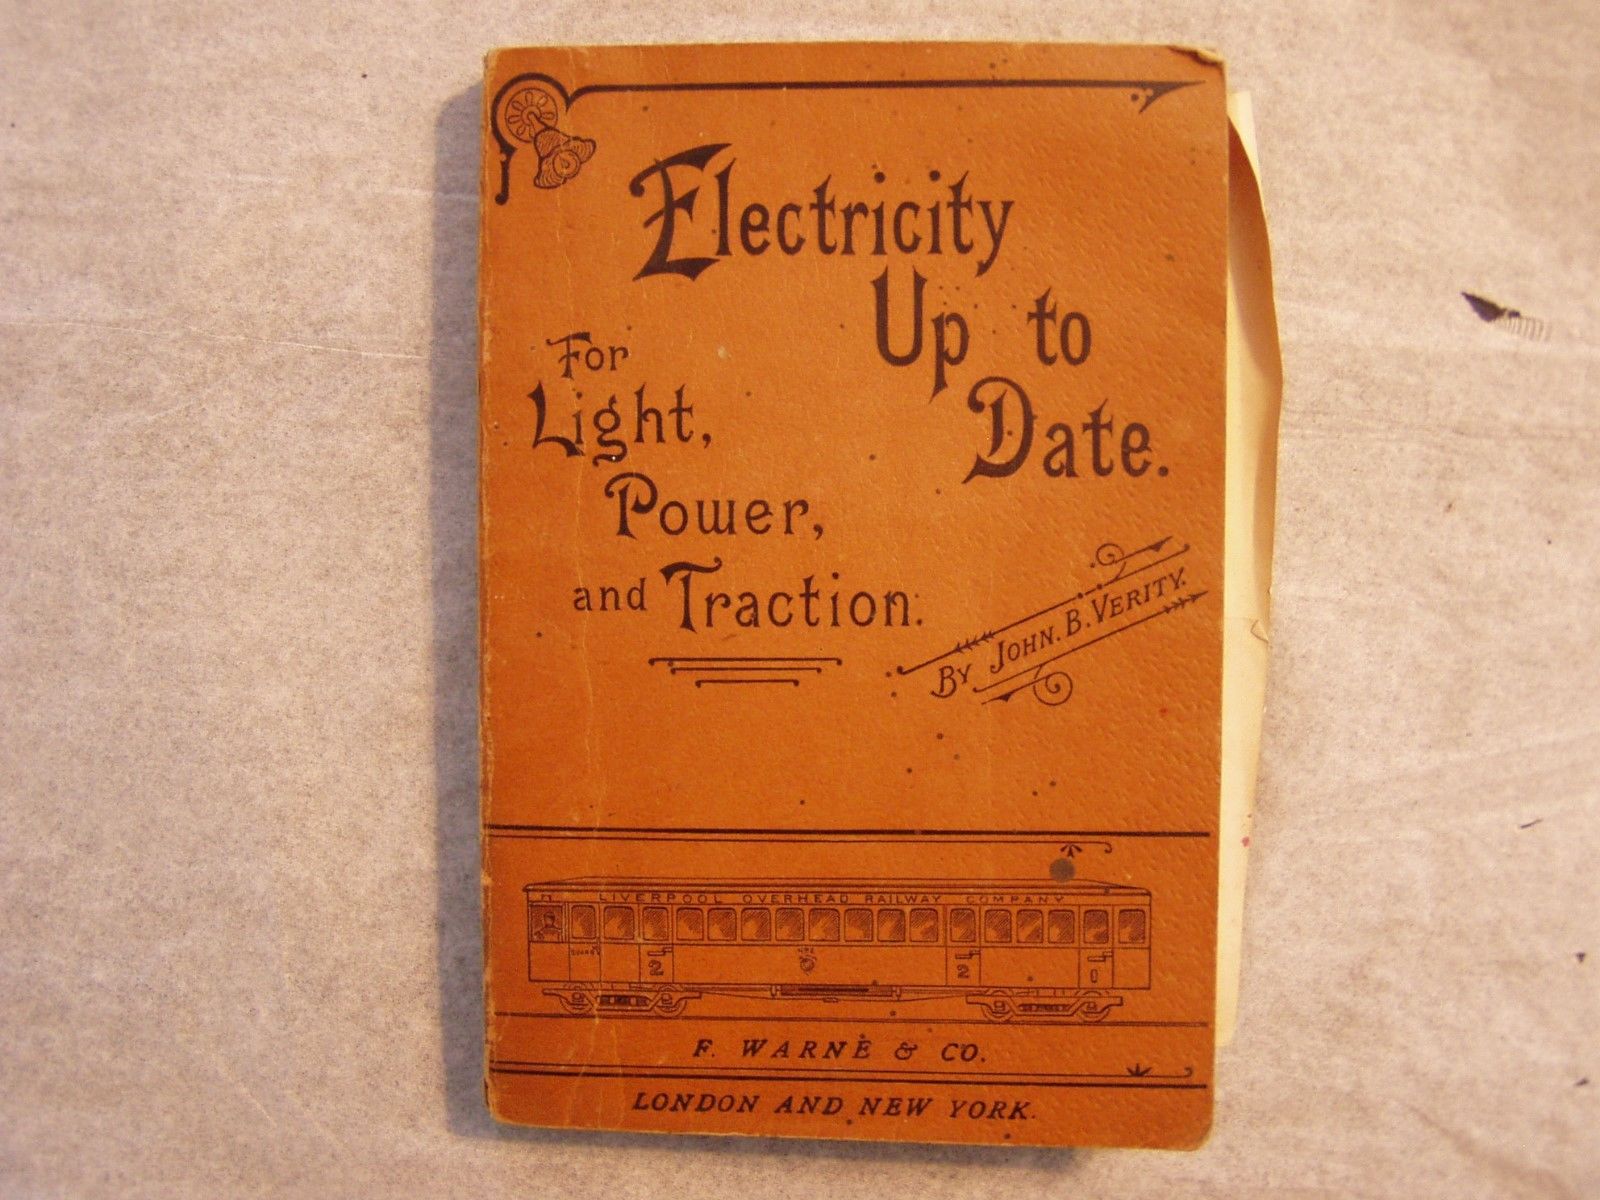 Electricity
Up to
Date.
For
Light,
Power,
and Traction.
By JOHN. B. VERITY.
LIVERPOOL OVERHEAD RAILWAY COMPANY
2
2
F. WARNE & CO.
LONDON AND NEW YORK.